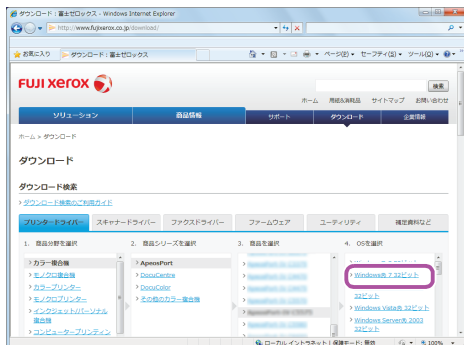 ダウンロード：富士ゼロックス - Windows Internet Explorer
http://www.fujixerox.co.jp/download/
お気に入り
ダウンロード：富士ゼロックス
ページ(P)
セーフティ(S)
ツール(O)
FUJI XEROX
検索
ホーム
用紙&消耗品
サイトマップ
お問い合わせ
ソリューション
商品情報
サポート
ダウンロード
企業情報
ホーム > ダウンロード
ダウンロード
ダウンロード検索
ダウンロード検索のご利用ガイド
プリンタードライバー
スキャナードライバー
ファクスドライバー
ファームウェア
ユーティリティ
補足資料など
1. 商品分野を選択
2. 商品シリーズを選択
3. 商品を選択
4. OSを選択
カラー複合機
モノクロ複合機
カラープリンター
モノクロプリンター
インクジェット/パーソナル
複合機
コンピュータープリンティン
ApeosPort
DocuCentre
DocuColor
その他のカラー複合機
Windows® 7 32ビット
32ビット
Windows Vista® 32ビット
Windows Server® 2003
32ビット
ローカル イントラネット | 保護モード: 無効
100%